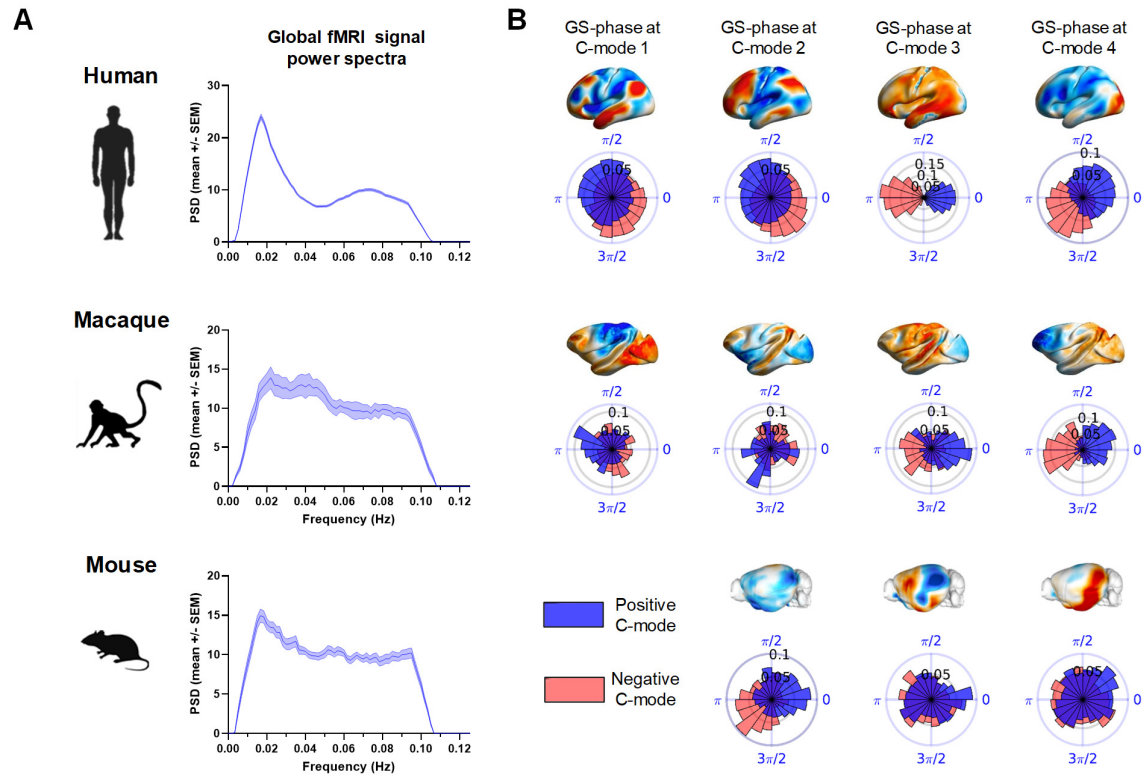 A
Global fMRI signal
power spectra
Human
PSD (mean +/- SEM)
30
20
10
0
0.00 0.02 0.04 0.06 0.08 0.10 0.12
Macaque
PSD (mean +/- SEM)
20
15
10
5
0
0.00 0.02 0.04 0.06 0.08 0.10 0.12
Frequency (Hz)
Mouse
PSD (mean +/- SEM)
20
15
10
5
0
0.00 0.02 0.04 0.06 0.08 0.10 0.12
Frequency (Hz)
B
GS-phase at
C-mode 1
GS-phase at
C-mode 2
GS-phase at
C-mode 3
GS-phase at
C-mode 4
π/2 π/2 π/2 π/2
0.05 0.05 0.15 0.1 0.05 0.1 0.05
π 0 π 0 π 0 π 0
3π/2 3π/2 3π/2 3π/2
π/2 π/2 π/2 π/2
0.1 0.05 0.1 0.05 0.1 0.05 0.1 0.05
π 0 π 0 π 0 π 0
3π/2 3π/2 3π/2 3π/2
Positive
C-mode
Negative
C-mode
π/2 π/2 π/2
0.1 0.05 0.05 0.05
π 0 π 0 π 0
3π/2 3π/2 3π/2